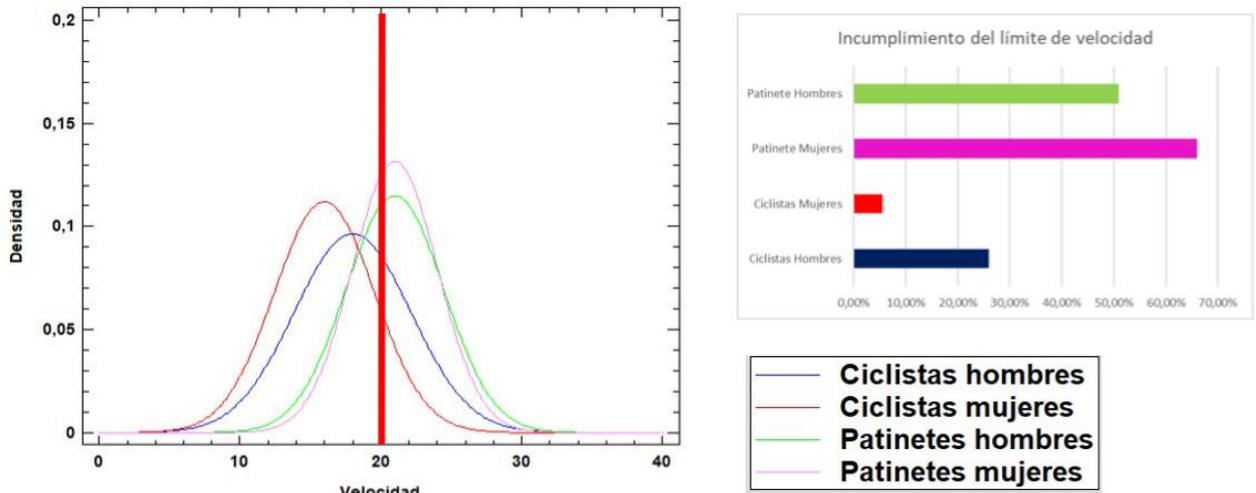 0,2
0,15
0,1
0,05
0
Densidad
0 10 20 30 40
Velocidad
Incumplimiento del límite de velocidad
Patinete Hombres
Patinete Mujeres
Ciclistas Mujeres
Ciclistas Hombres
0,00% 10,00% 20,00% 30,00% 40,00% 50,00% 60,00% 70,00%
Ciclistas hombres
Ciclistas mujeres
Patinetes hombres
Patinetes mujeres